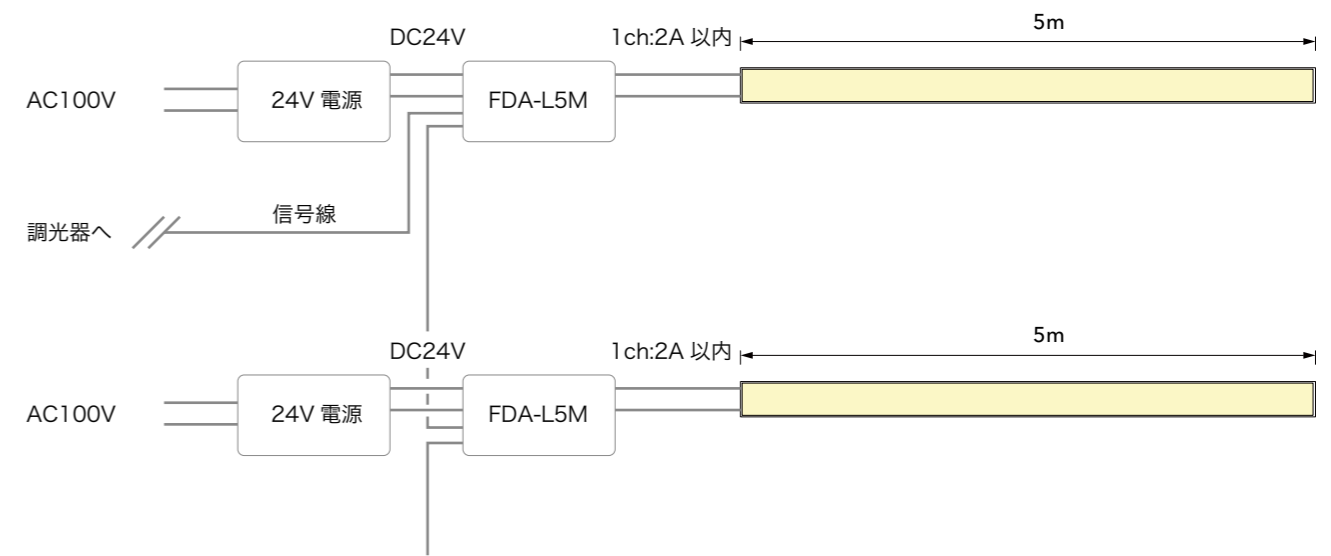 5m
DC24V
1ch:2A 以内
AC100V
24V 電源
FDA-L5M
信号線
調光器へ
5m
DC24V
1ch:2A 以内
AC100V
24V 電源
FDA-L5M